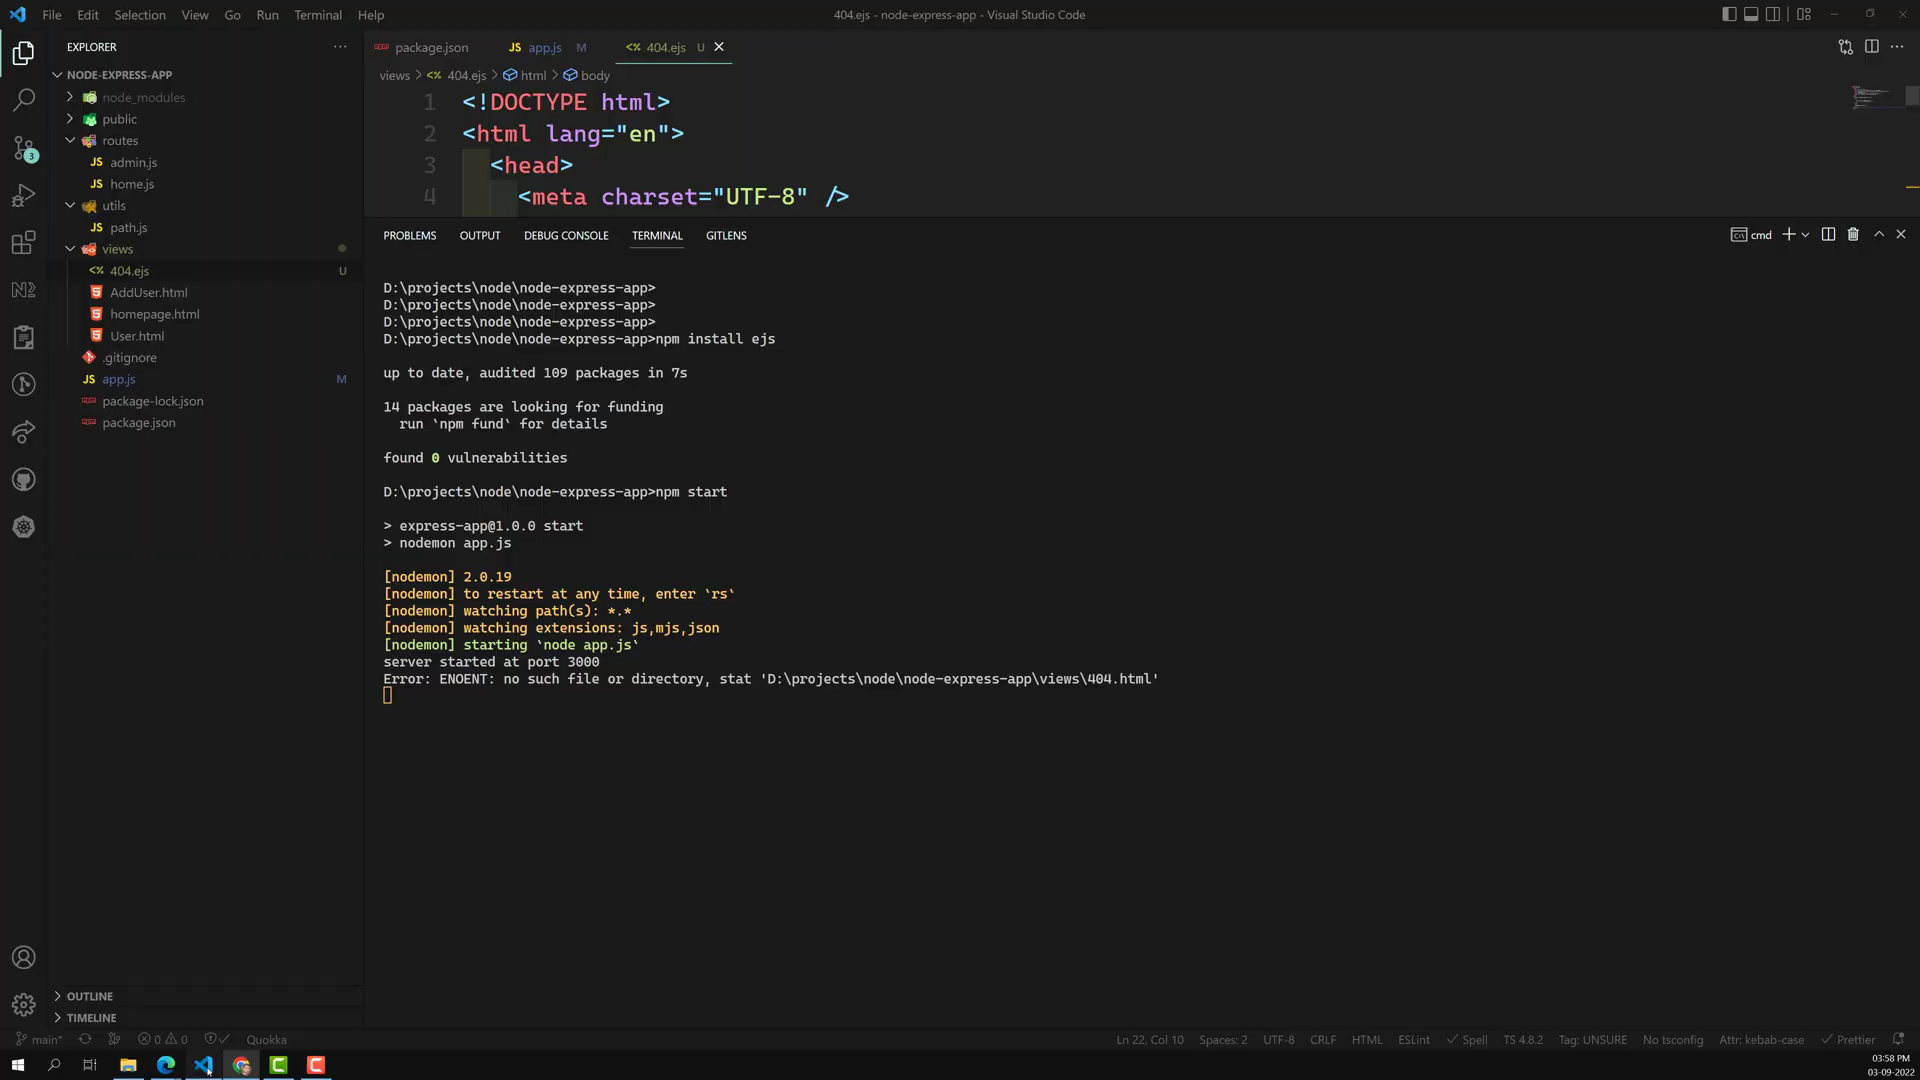 File Edit Selection View Go Run Terminal Help
404.ejs - node-express-app - Visual Studio Code
EXPLORER
NODE-EXPRESS-APP
node_modules
public
routes
JS admin.js
JS home.js
utils
JS path.js
views
<% 404.ejs U
AddUser.html
homepage.html
User.html
.gitignore
JS app.js M
package-lock.json
package.json
OUTLINE
TIMELINE
3
package.json
JS app.js M
<% 404.ejs U
views > <% 404.ejs > html > body
1 <!DOCTYPE html>
2 <html lang="en">
3 <head>
4 <meta charset="UTF-8" />
PROBLEMS OUTPUT DEBUG CONSOLE TERMINAL GITLENS
cmd
D:\projects\node\node-express-app>
D:\projects\node\node-express-app>
D:\projects\node\node-express-app>
D:\projects\node\node-express-app>npm install ejs
up to date, audited 109 packages in 7s
14 packages are looking for funding
run `npm fund` for details
found 0 vulnerabilities
D:\projects\node\node-express-app>npm start
> express-app@1.0.0 start
> nodemon app.js
[nodemon] 2.0.19
[nodemon] to restart at any time, enter `rs`
[nodemon] watching path(s): *.*
[nodemon] watching extensions: js,mjs,json
[nodemon] starting `node app.js`
server started at port 3000
Error: ENOENT: no such file or directory, stat 'D:\projects\node\node-express-app\views\404.html'
main* 0 0 Quokka
Ln 22, Col 10 Spaces: 2 UTF-8 CRLF HTML ESLint Spell TS 4.8.2 Tag: UNSURE No tsconfig Attr: kebab-case Prettier
03:58 PM
03-09-2022